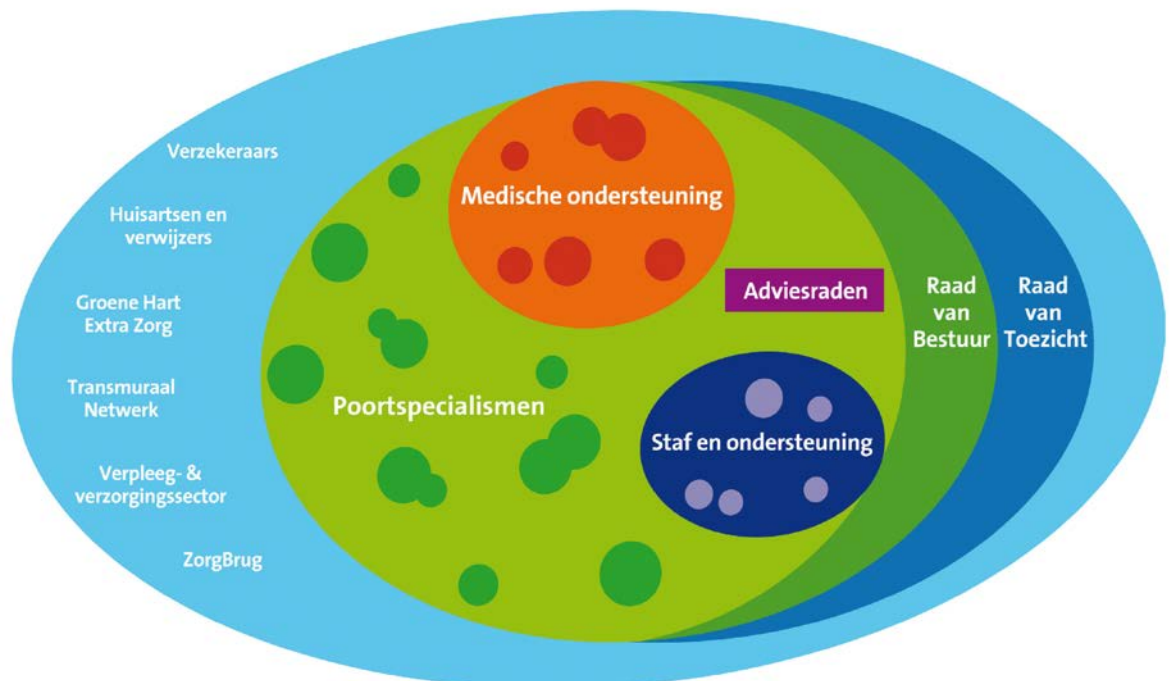 Verzekeraars
Huisartsen en
verwijzers
Groene Hart
Extra Zorg
Transmuraal
Netwerk
Verpleeg- &
verzorgingssector
ZorgBrug
Medische ondersteuning
Poortspecialismen
Adviesraden
Staf en ondersteuning
Raad
van
Bestuur
Raad
van
Toezicht